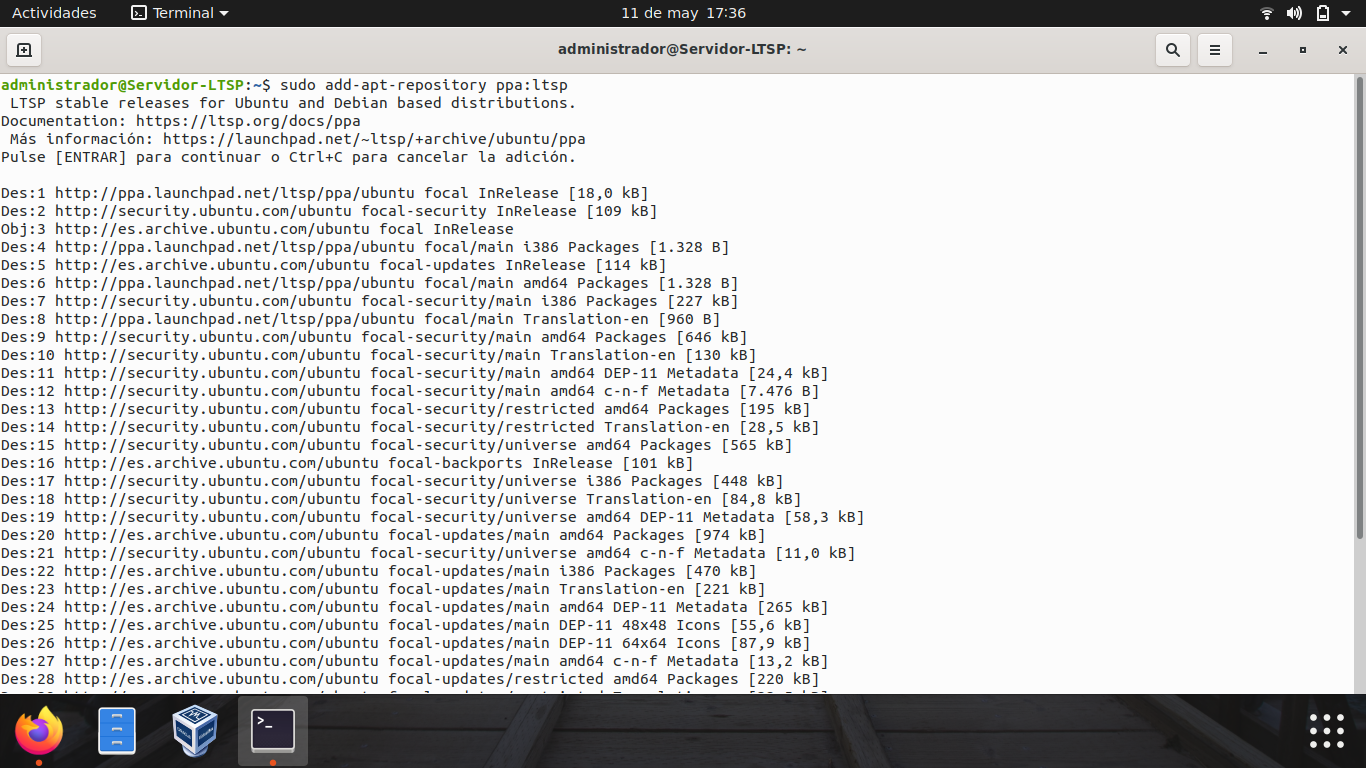 Actividades
Terminal
11 de may 17:36
administrador@Servidor-LTSP: ~
administrador@Servidor-LTSP:~$ sudo add-apt-repository ppa:ltsp
LTSP stable releases for Ubuntu and Debian based distributions.
Documentation: https://ltsp.org/docs/ppa
Más información: https://launchpad.net/~ltsp/+archive/ubuntu/ppa
Pulse [ENTRAR] para continuar o Ctrl+C para cancelar la adición.
Des:1 http://ppa.launchpad.net/ltsp/ppa/ubuntu focal InRelease [18,0 kB]
Des:2 http://security.ubuntu.com/ubuntu focal-security InRelease [109 kB]
Obj:3 http://es.archive.ubuntu.com/ubuntu focal InRelease
Des:4 http://ppa.launchpad.net/ltsp/ppa/ubuntu focal/main i386 Packages [1.328 B]
Des:5 http://es.archive.ubuntu.com/ubuntu focal-updates InRelease [114 kB]
Des:6 http://ppa.launchpad.net/ltsp/ppa/ubuntu focal/main amd64 Packages [1.328 B]
Des:7 http://security.ubuntu.com/ubuntu focal-security/main i386 Packages [227 kB]
Des:8 http://ppa.launchpad.net/ltsp/ppa/ubuntu focal/main Translation-en [960 B]
Des:9 http://security.ubuntu.com/ubuntu focal-security/main amd64 Packages [646 kB]
Des:10 http://security.ubuntu.com/ubuntu focal-security/main Translation-en [130 kB]
Des:11 http://security.ubuntu.com/ubuntu focal-security/main amd64 DEP-11 Metadata [24,4 kB]
Des:12 http://security.ubuntu.com/ubuntu focal-security/main amd64 c-n-f Metadata [7.476 B]
Des:13 http://security.ubuntu.com/ubuntu focal-security/restricted amd64 Packages [195 kB]
Des:14 http://security.ubuntu.com/ubuntu focal-security/restricted Translation-en [28,5 kB]
Des:15 http://security.ubuntu.com/ubuntu focal-security/universe amd64 Packages [565 kB]
Des:16 http://es.archive.ubuntu.com/ubuntu focal-backports InRelease [101 kB]
Des:17 http://security.ubuntu.com/ubuntu focal-security/universe i386 Packages [448 kB]
Des:18 http://security.ubuntu.com/ubuntu focal-security/universe Translation-en [84,8 kB]
Des:19 http://security.ubuntu.com/ubuntu focal-security/universe amd64 DEP-11 Metadata [58,3 kB]
Des:20 http://es.archive.ubuntu.com/ubuntu focal-updates/main amd64 Packages [974 kB]
Des:21 http://security.ubuntu.com/ubuntu focal-security/universe amd64 c-n-f Metadata [11,0 kB]
Des:22 http://es.archive.ubuntu.com/ubuntu focal-updates/main i386 Packages [470 kB]
Des:23 http://es.archive.ubuntu.com/ubuntu focal-updates/main Translation-en [221 kB]
Des:24 http://es.archive.ubuntu.com/ubuntu focal-updates/main amd64 DEP-11 Metadata [265 kB]
Des:25 http://es.archive.ubuntu.com/ubuntu focal-updates/main DEP-11 48x48 Icons [55,6 kB]
Des:26 http://es.archive.ubuntu.com/ubuntu focal-updates/main DEP-11 64x64 Icons [87,9 kB]
Des:27 http://es.archive.ubuntu.com/ubuntu focal-updates/main amd64 c-n-f Metadata [13,2 kB]
Des:28 http://es.archive.ubuntu.com/ubuntu focal-updates/restricted amd64 Packages [220 kB]